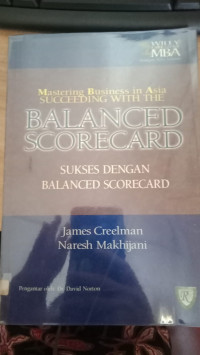 WILEY
MBA
Mastering Business in Asia
SUCCEEDING WITH THE
BALANCED
SCORECARD
SUKSES DENGAN
BALANCED SCORECARD
James Creelman
Naresh Makhijani
Pengantar oleh: Dr David Norton